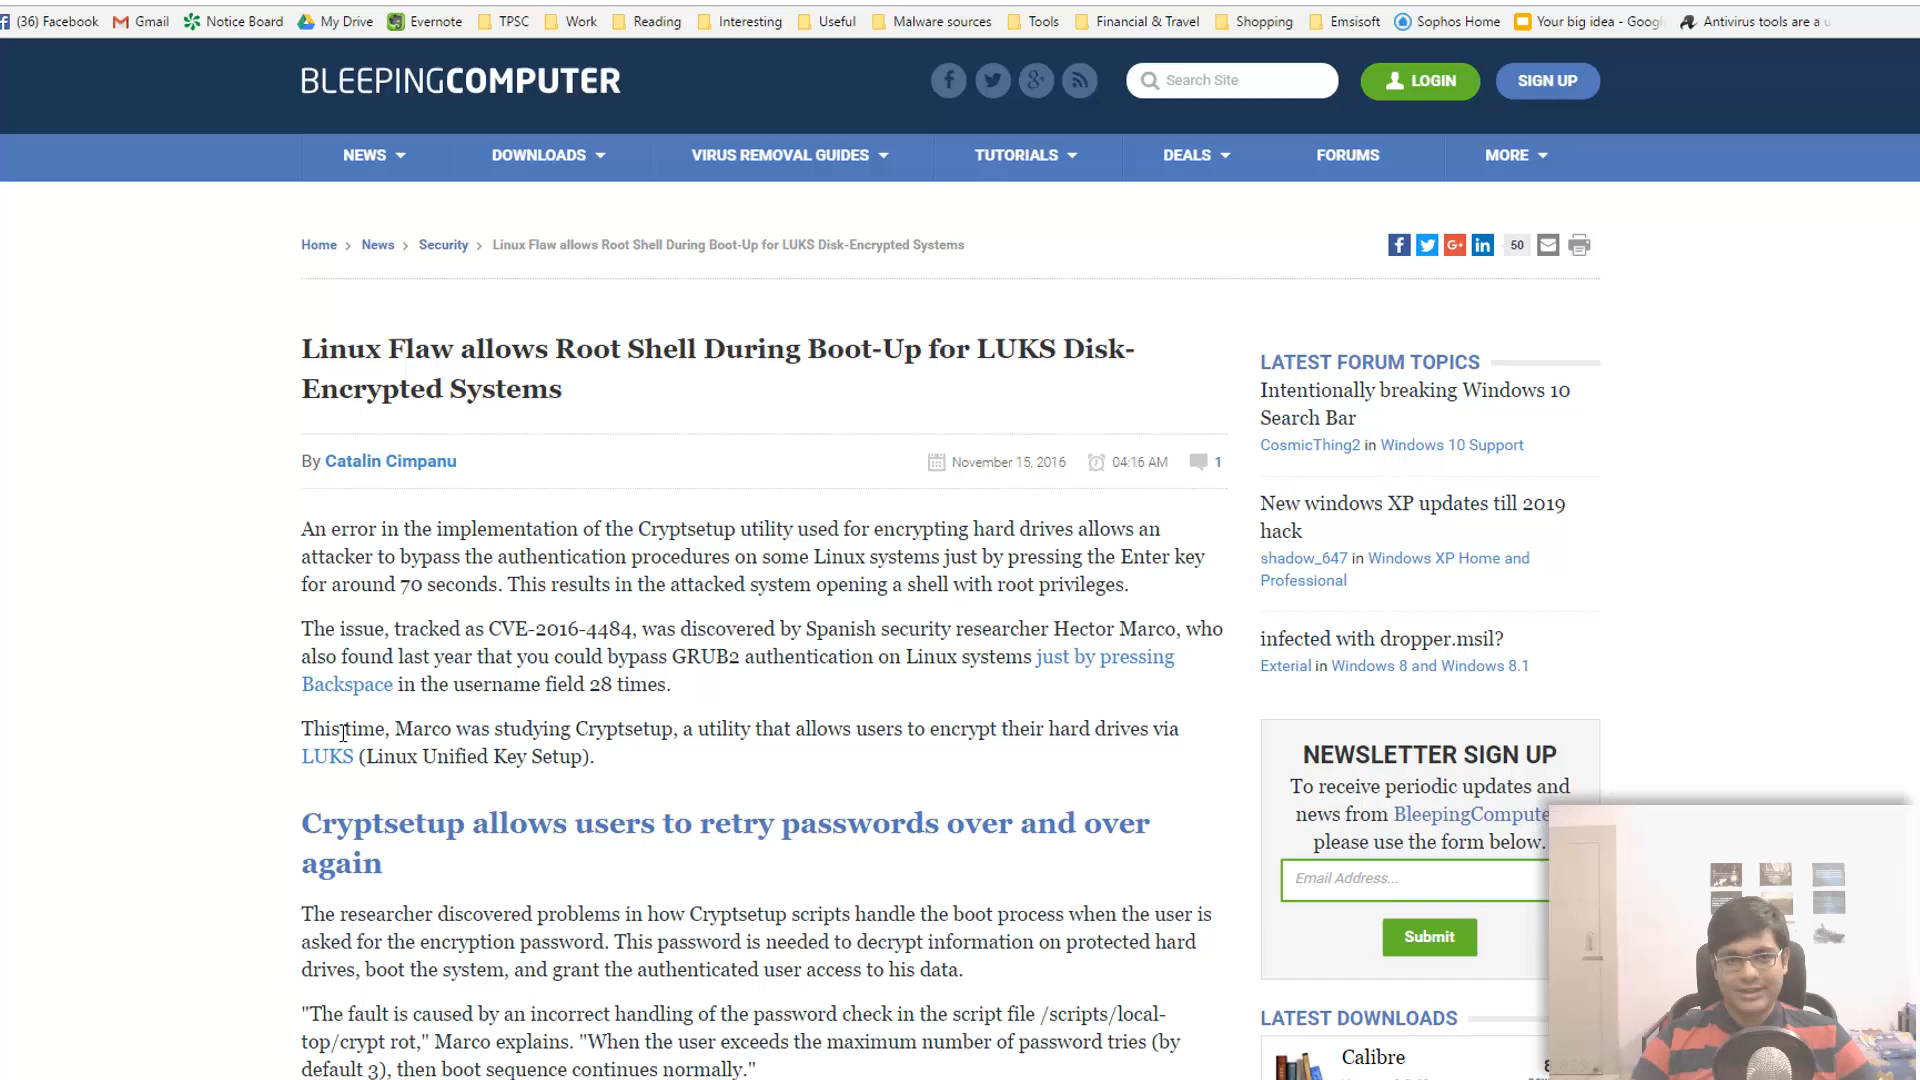 (36) Facebook
Gmail
Notice Board
My Drive
Evernote
TPSC
Work
Reading
Interesting
Useful
Malware sources
Tools
Financial & Travel
Shopping
Emsisoft
Sophos Home
Your big idea - Googl
Antivirus tools are a u
BLEEPINGCOMPUTER
Search Site
LOGIN
SIGN UP
NEWS
DOWNLOADS
VIRUS REMOVAL GUIDES
TUTORIALS
DEALS
FORUMS
MORE
Home > News > Security > Linux Flaw allows Root Shell During Boot-Up for LUKS Disk-Encrypted Systems
50
Linux Flaw allows Root Shell During Boot-Up for LUKS Disk-
Encrypted Systems
By Catalin Cimpanu
November 15, 2016
04:16 AM
1
An error in the implementation of the Cryptsetup utility used for encrypting hard drives allows an
attacker to bypass the authentication procedures on some Linux systems just by pressing the Enter key
for around 70 seconds. This results in the attacked system opening a shell with root privileges.
The issue, tracked as CVE-2016-4484, was discovered by Spanish security researcher Hector Marco, who
also found last year that you could bypass GRUB2 authentication on Linux systems just by pressing
Backspace in the username field 28 times.
This time, Marco was studying Cryptsetup, a utility that allows users to encrypt their hard drives via
LUKS (Linux Unified Key Setup).
Cryptsetup allows users to retry passwords over and over
again
The researcher discovered problems in how Cryptsetup scripts handle the boot process when the user is
asked for the encryption password. This password is needed to decrypt information on protected hard
drives, boot the system, and grant the authenticated user access to his data.
"The fault is caused by an incorrect handling of the password check in the script file /scripts/local-
top/crypt rot," Marco explains. "When the user exceeds the maximum number of password tries (by
default 3), then boot sequence continues normally."
LATEST FORUM TOPICS
Intentionally breaking Windows 10
Search Bar
CosmicThing2 in Windows 10 Support
New windows XP updates till 2019
hack
shadow_647 in Windows XP Home and
Professional
infected with dropper.msil?
Exterial in Windows 8 and Windows 8.1
NEWSLETTER SIGN UP
To receive periodic updates and
news from BleepingCompute
please use the form below.
Email Address...
Submit
LATEST DOWNLOADS
Calibre